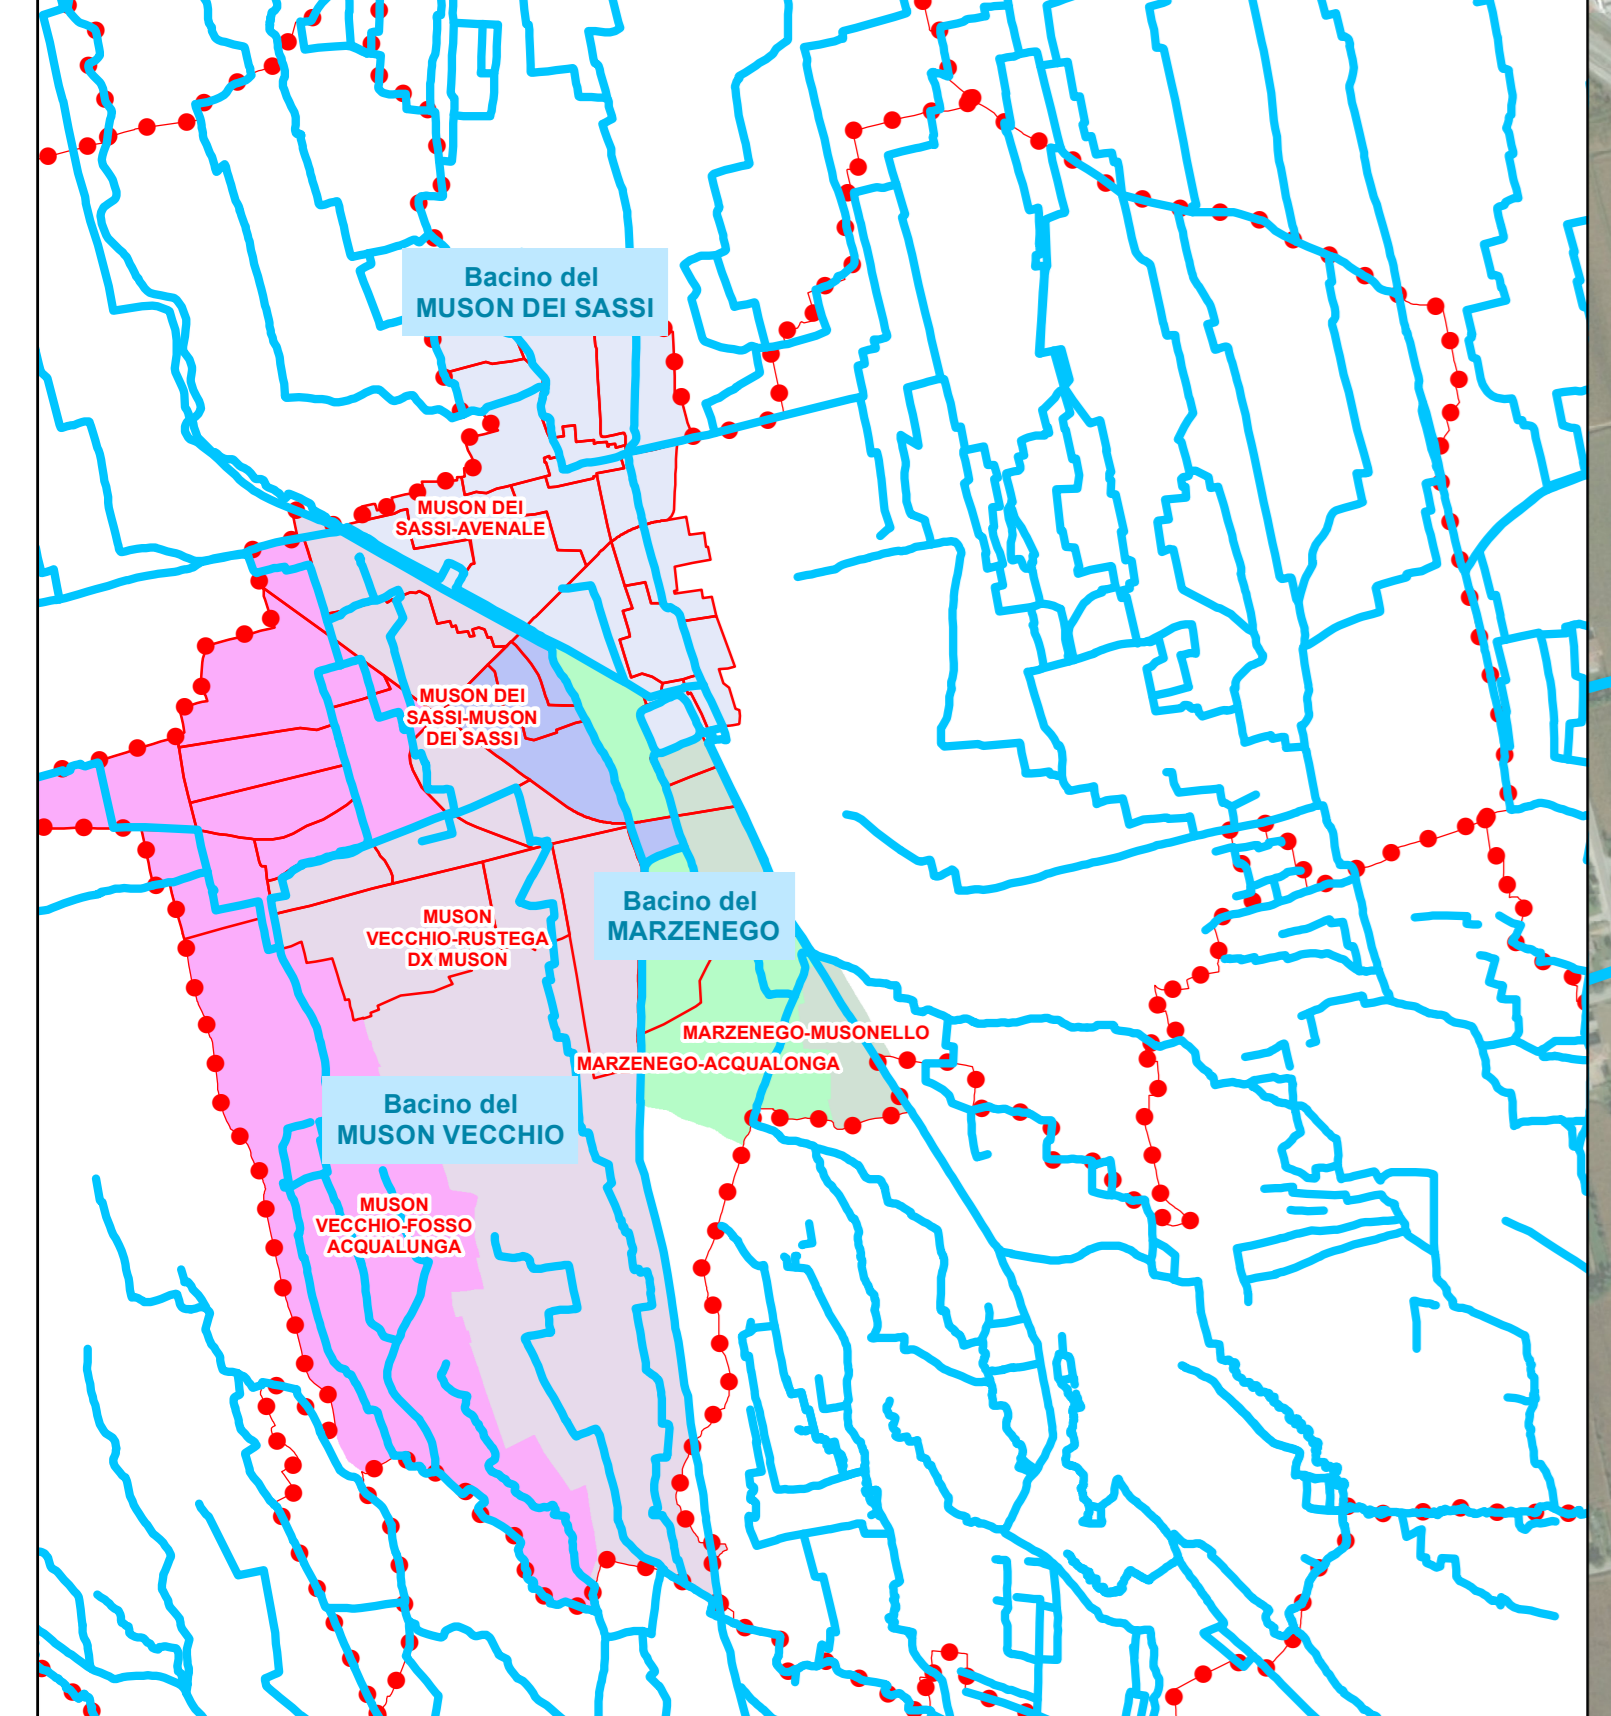 Bacino del
MUSON DEI SASSI
MUSON DEI
SASSI-AVENALE
MUSON DEI
SASSI-MUSON
DEI SASSI
Bacino del
MARZENEGO
MUSON
VECCHIO-RUSTEGA
DX MUSON
MARZENEGO-MUSONELLO
MARZENEGO-ACQUALONGA
Bacino del
MUSON VECCHIO
MUSON
VECCHIO-FOSSO
ACQUALUNGA